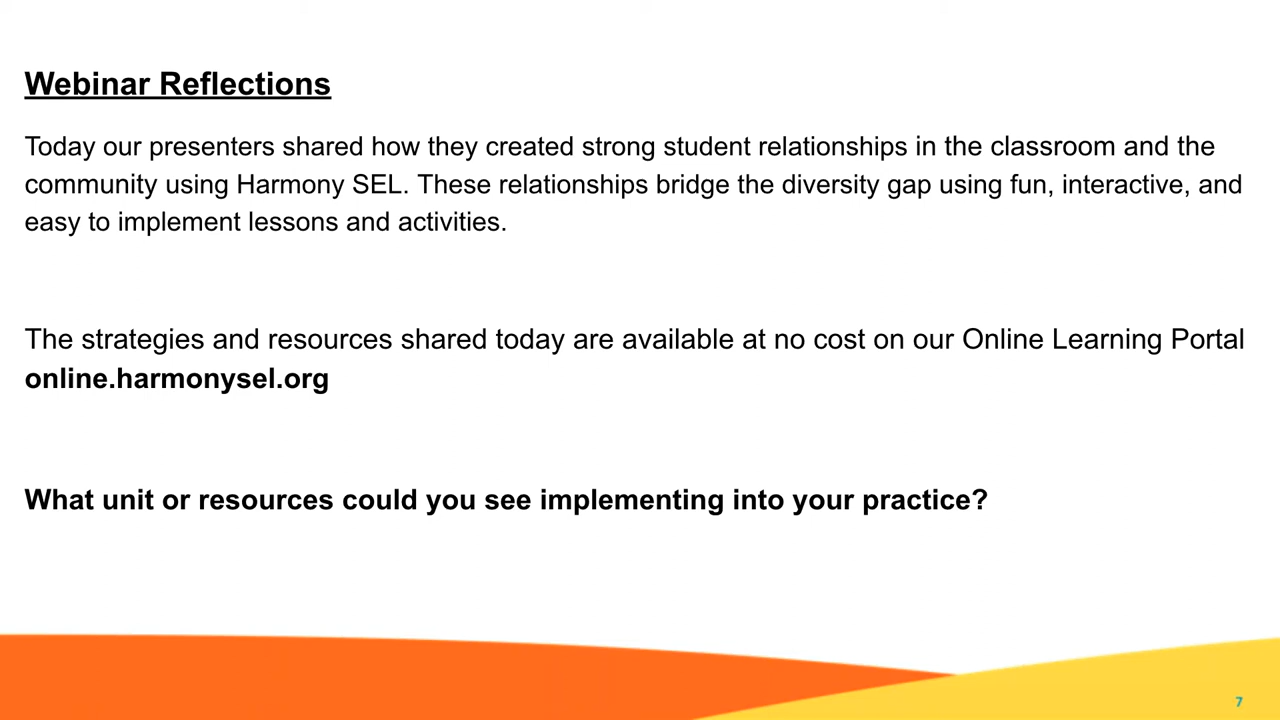 Webinar Reflections
Today our presenters shared how they created strong student relationships in the classroom and the
community using Harmony SEL. These relationships bridge the diversity gap using fun, interactive, and
easy to implement lessons and activities.
The strategies and resources shared today are available at no cost on our Online Learning Portal
online.harmonysel.org
What unit or resources could you see implementing into your practice?
7